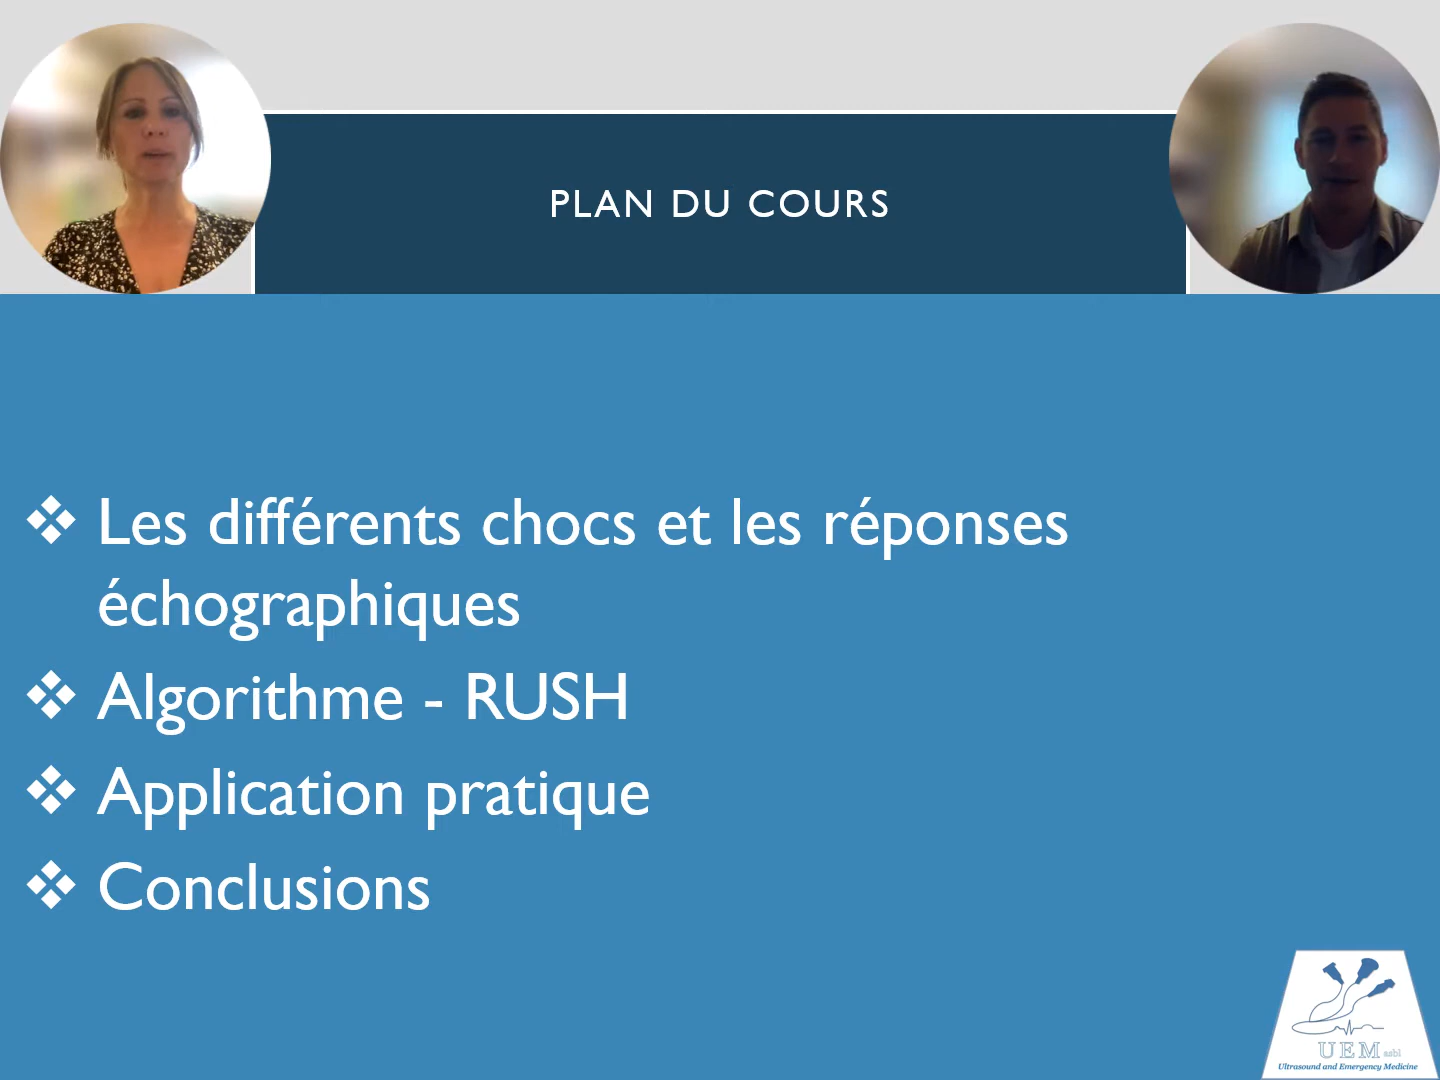 PLAN DU COURS
❖ Les différents chocs et les réponses
échographiques
❖ Algorithme - RUSH
❖ Application pratique
❖ Conclusions
UEM asbl
Ultrasound and Emergency Medicine